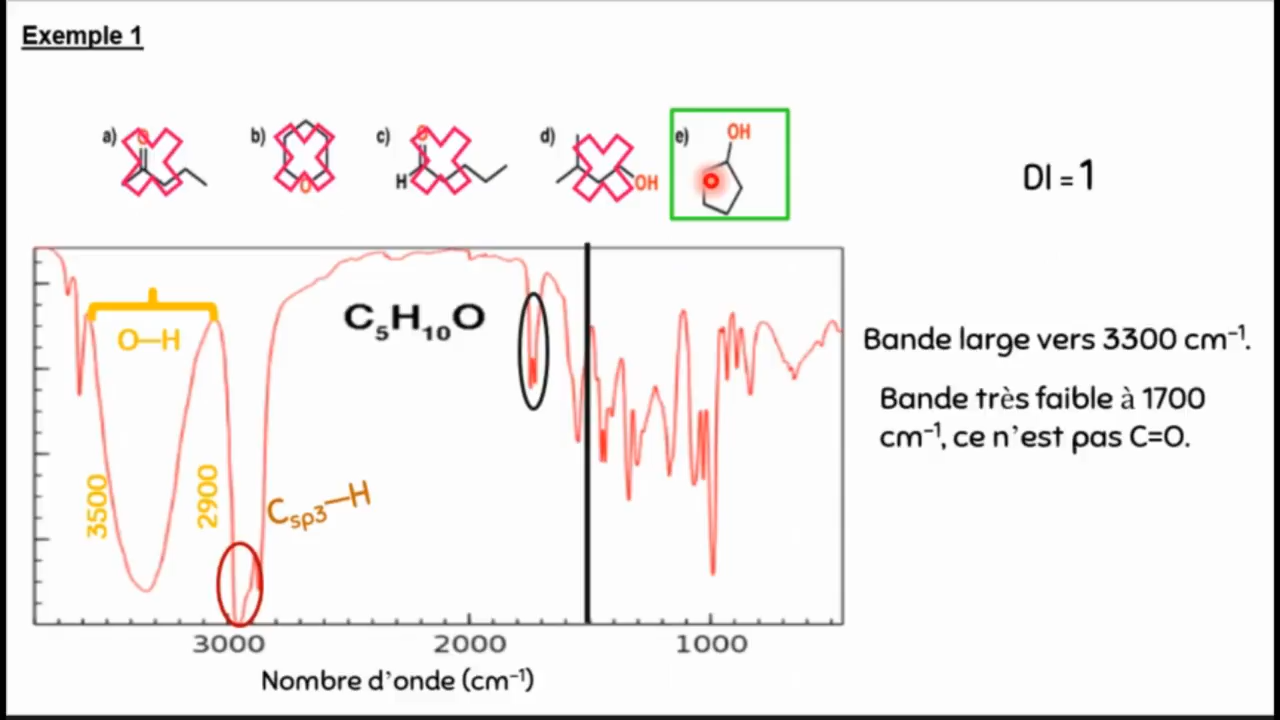 Exemple 1
a) O
b) O
c) O
H
d) OH
e) OH
DI = 1
C₅H₁₀O
O—H
3500
2900
C_sp3—H
Bande large vers 3300 cm⁻¹.
Bande très faible à 1700
cm⁻¹, ce n’est pas C=O.
3000 2000 1000
Nombre d’onde (cm⁻¹)